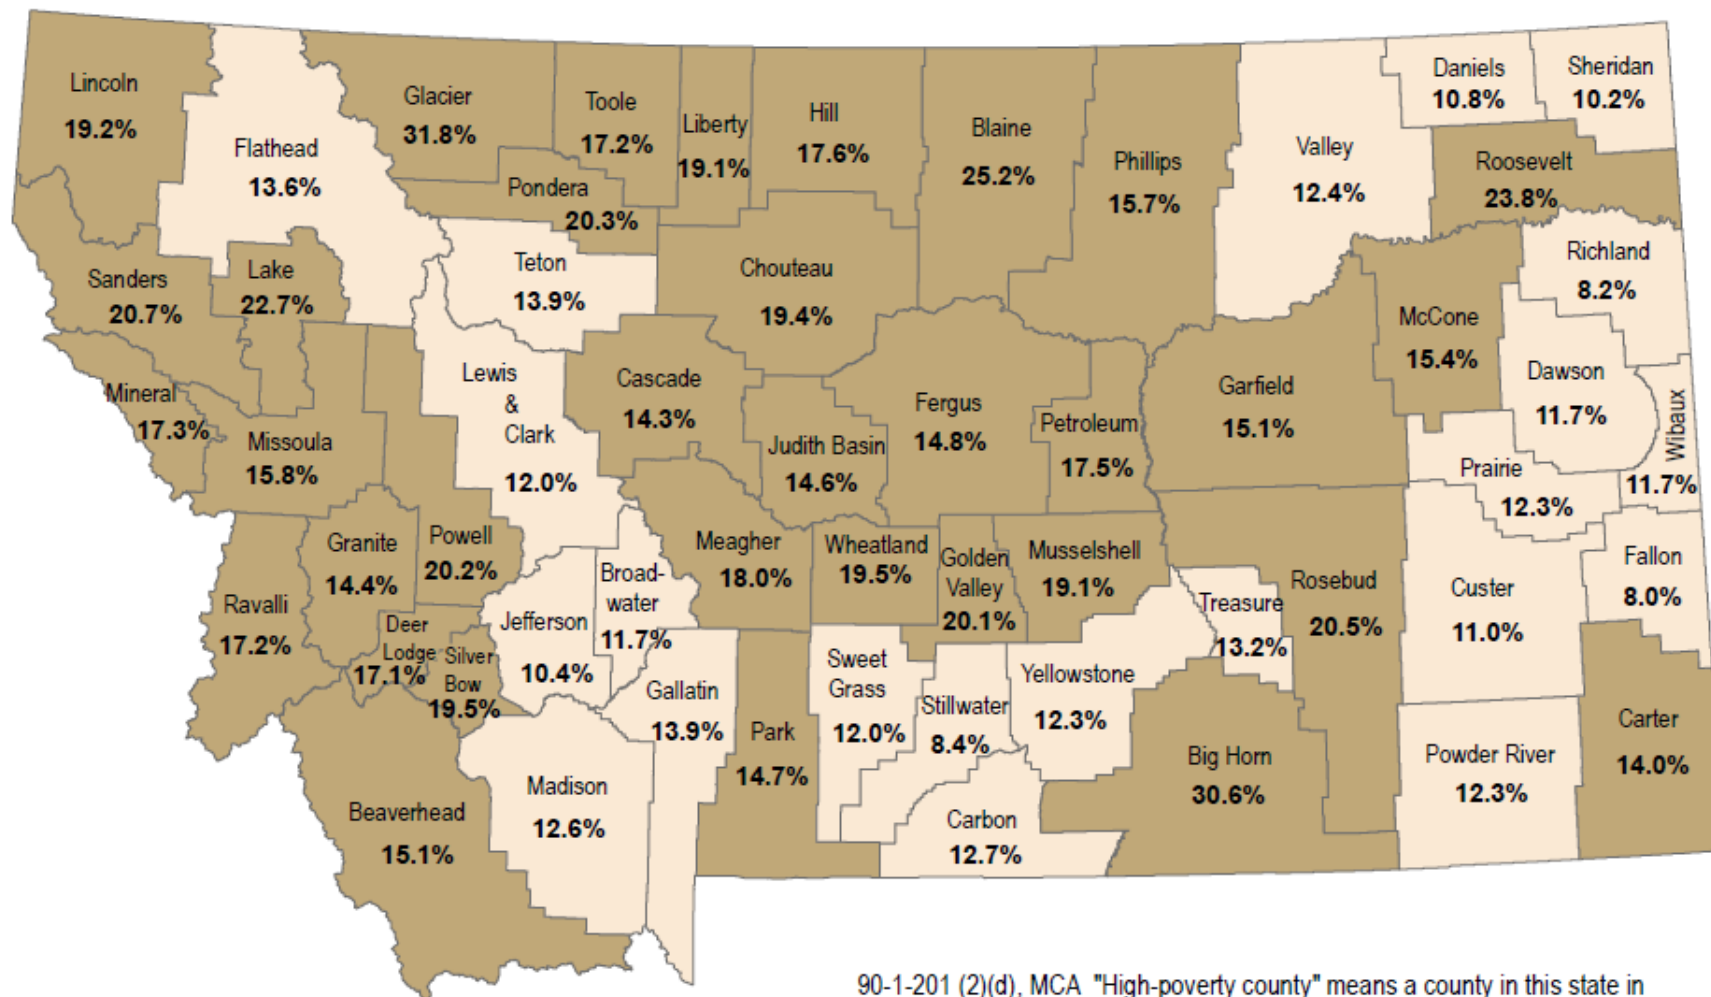 Lincoln
19.2%
Flathead
13.6%
Glacier
31.8%
Toole
17.2%
Liberty
19.1%
Hill
17.6%
Blaine
25.2%
Phillips
15.7%
Valley
12.4%
Daniels
10.8%
Sheridan
10.2%
Roosevelt
23.8%
Pondera
20.3%
Teton
13.9%
Chouteau
19.4%
Sanders
20.7%
Lake
22.7%
Richland
8.2%
McCone
15.4%
Garfield
15.1%
Dawson
11.7%
Wibaux
11.7%
Prairie
12.3%
Mineral
17.3%
Missoula
15.8%
Lewis
&
Clark
12.0%
Cascade
14.3%
Judith Basin
14.6%
Fergus
14.8%
Petroleum
17.5%
Granite
14.4%
Powell
20.2%
Ravalli
17.2%
Deer
Lodge
17.1%
Silver
Bow
19.5%
Jefferson
10.4%
Broad-
water
11.7%
Meagher
18.0%
Wheatland
19.5%
Golden
Valley
20.1%
Musselshell
19.1%
Treasure
13.2%
Rosebud
20.5%
Custer
11.0%
Fallon
8.0%
Gallatin
13.9%
Park
14.7%
Sweet
Grass
12.0%
Stillwater
8.4%
Yellowstone
12.3%
Big Horn
30.6%
Powder River
12.3%
Carter
14.0%
Beaverhead
15.1%
Madison
12.6%
Carbon
12.7%
90-1-201 (2)(d), MCA "High-poverty county" means a county in this state in